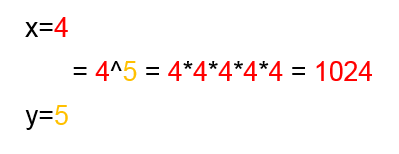 x=4
= 4^5 = 4*4*4*4*4 = 1024
y=5